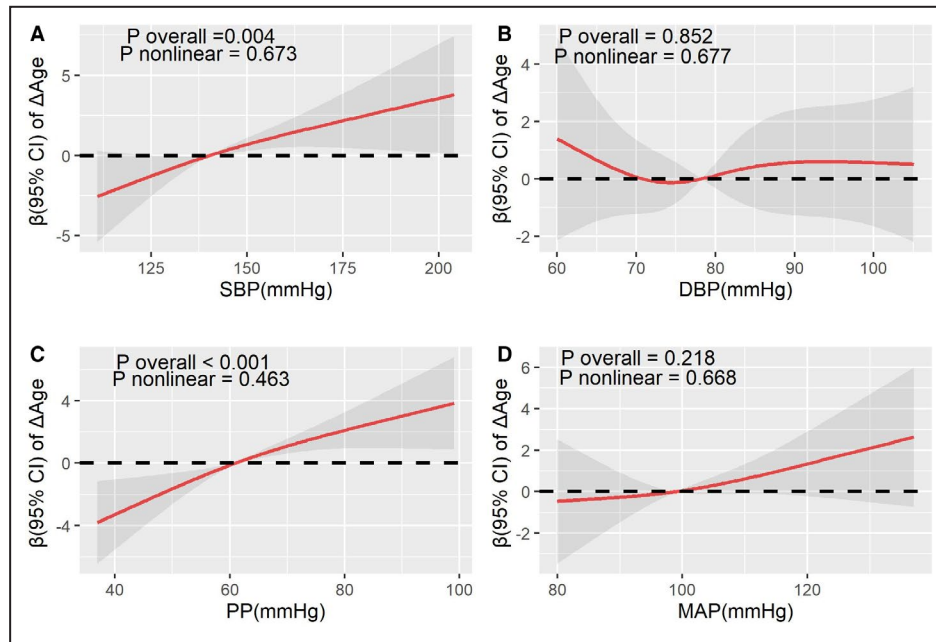 A
P overall =0.004
P nonlinear = 0.673
β(95% CI) of ΔAge
5
0
-5
125
150
175
200
SBP(mmHg)
B
P overall = 0.852
P nonlinear = 0.677
β(95% CI) of ΔAge
4
2
0
-2
60
70
80
90
100
DBP(mmHg)
C
P overall < 0.001
P nonlinear = 0.463
β(95% CI) of ΔAge
4
0
-4
40
60
80
100
PP(mmHg)
D
P overall = 0.218
P nonlinear = 0.668
β(95% CI) of ΔAge
6
4
2
0
-2
80
100
120
MAP(mmHg)